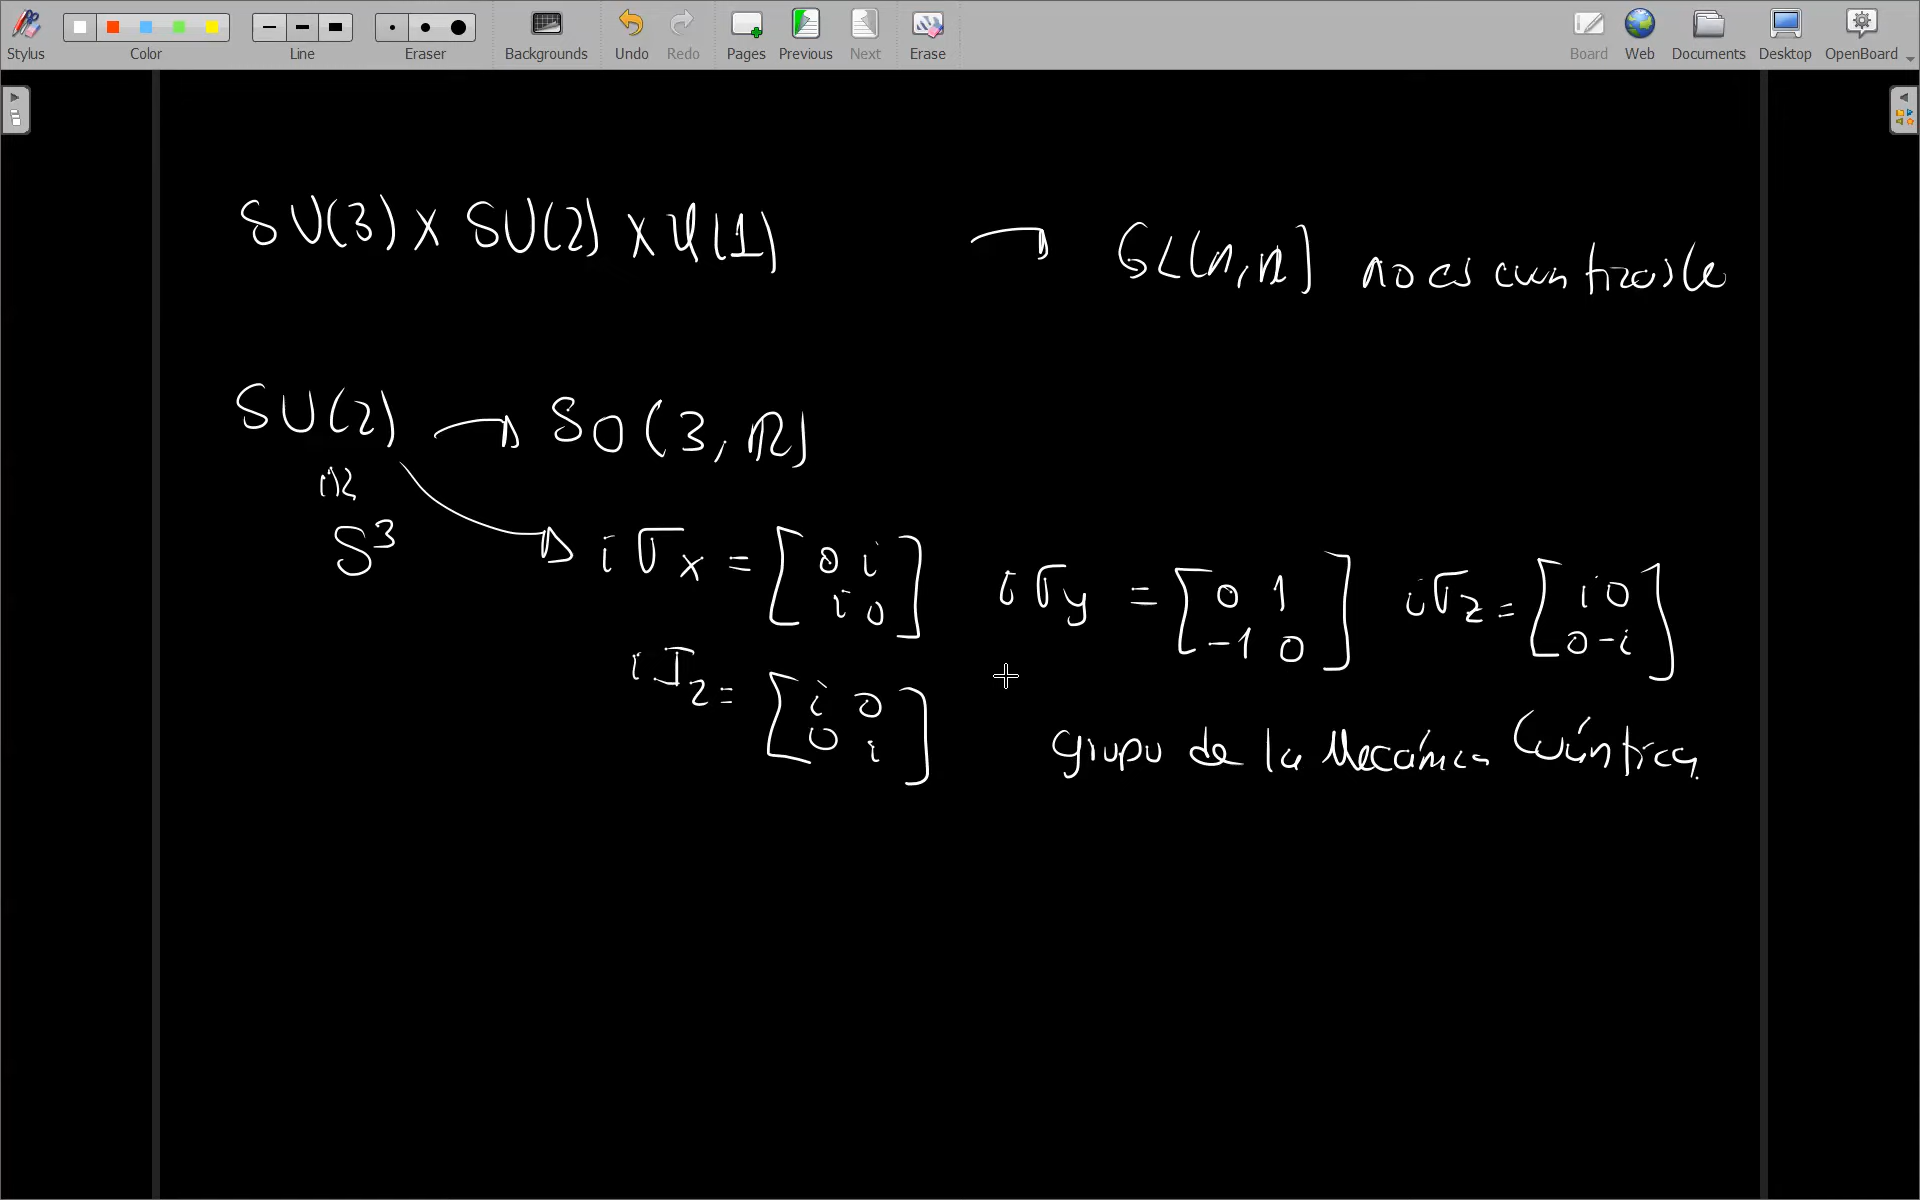 Stylus Color Line Eraser Backgrounds Undo Redo Pages Previous Next Erase Board Web Documents Desktop OpenBoard
SU(3) x SU(2) x U(1) → GL(n,R) no es cuantizable
SU(2) → SO(3,R)
≅
S³
iσx = [0 i; i 0] iσy = [0 1; -1 0] iσz = [i 0; 0 -i]
iI₂ = [i 0; 0 i]
grupo de la Mecánica Cuántica.